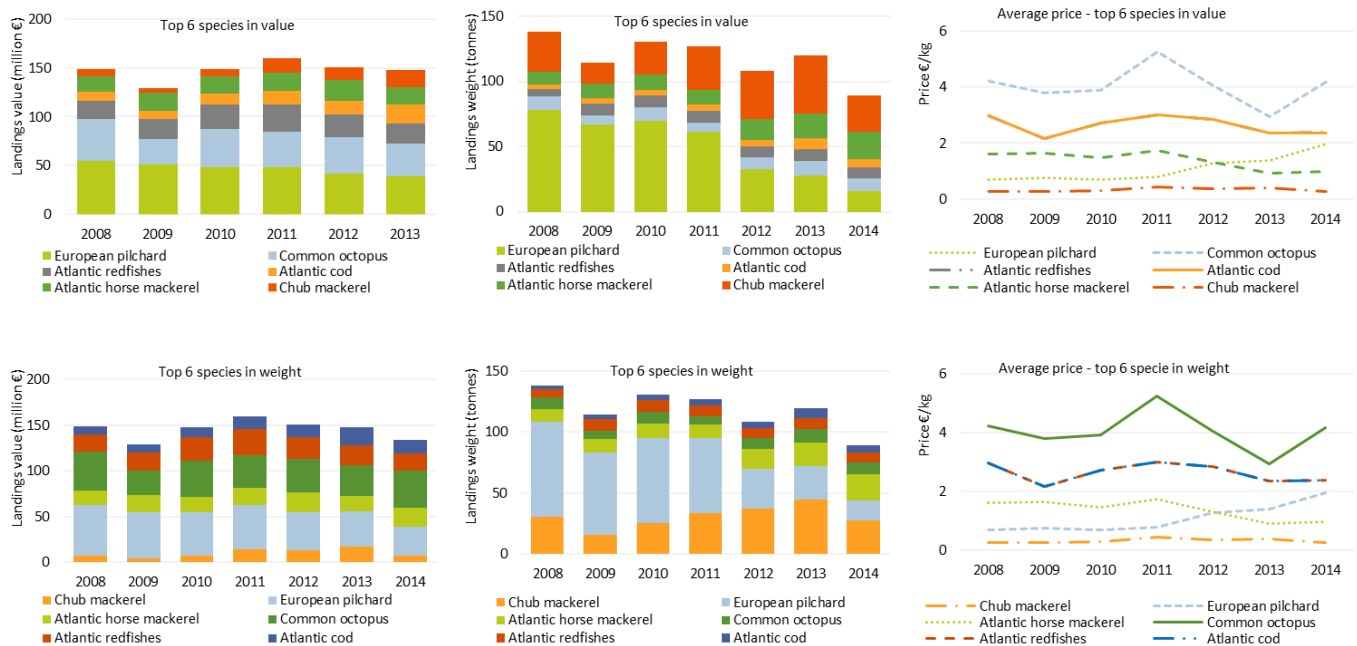 Top 6 species in value
Landings value (million €)
200
150
100
50
0
2008 2009 2010 2011 2012 2013
European pilchard Common octopus
Atlantic redfishes Atlantic cod
Atlantic horse mackerel Chub mackerel
Top 6 species in value
Landings weight (tonnes)
150
100
50
0
2008 2009 2010 2011 2012 2013 2014
European pilchard Common octopus
Atlantic redfishes Atlantic cod
Atlantic horse mackerel Chub mackerel
Average price - top 6 species in value
Price €/kg
6
4
2
0
2008 2009 2010 2011 2012 2013 2014
European pilchard Common octopus
Atlantic redfishes Atlantic cod
Atlantic horse mackerel Chub mackerel
Top 6 species in weight
Landings value (million €)
200
150
100
50
0
2008 2009 2010 2011 2012 2013 2014
Chub mackerel European pilchard
Atlantic horse mackerel Common octopus
Atlantic redfishes Atlantic cod
Top 6 species in weight
Landings weight (tonnes)
150
100
50
0
2008 2009 2010 2011 2012 2013 2014
Chub mackerel European pilchard
Atlantic horse mackerel Common octopus
Atlantic redfishes Atlantic cod
Average price - top 6 specie in weight
Price €/kg
6
4
2
0
2008 2009 2010 2011 2012 2013 2014
Chub mackerel European pilchard
Atlantic horse mackerel Common octopus
Atlantic redfishes Atlantic cod